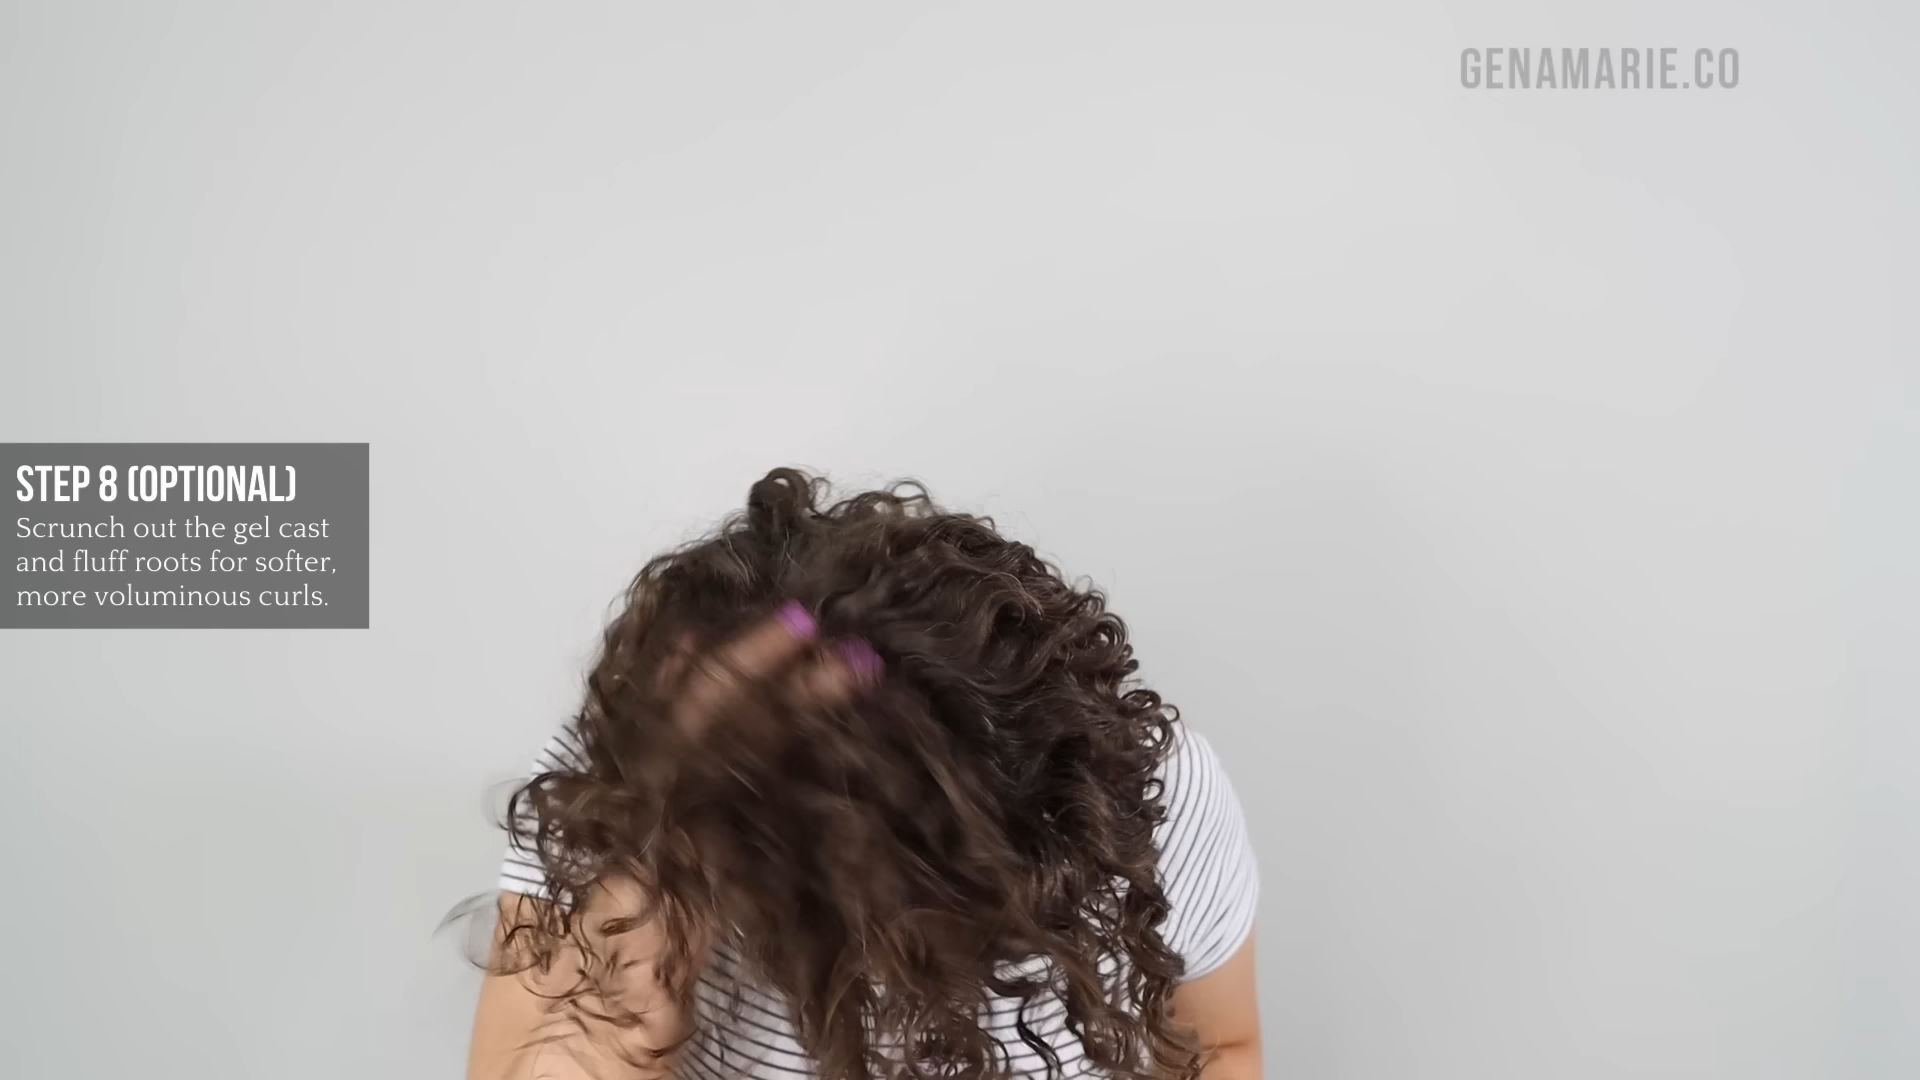 GENAMARIE.CO
STEP 8 (OPTIONAL)
Scrunch out the gel cast
and fluff roots for softer,
more voluminous curls.